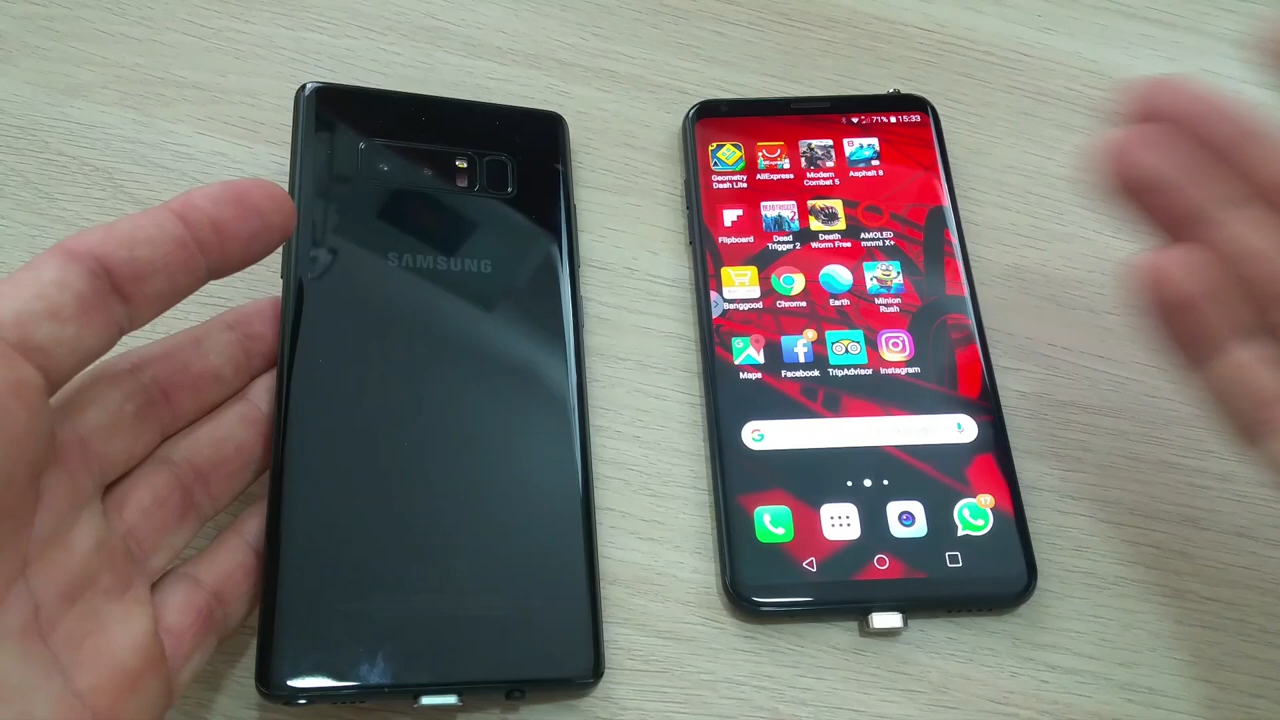 SAMSUNG
71% 15:33
Geometry
Dash Lite
AliExpress
Modern
Combat 5
Asphalt 8
Flipboard
Dead
Trigger 2
Death
Worm Free
AMOLED
mnml X+
Banggood
Chrome
Earth
Minion
Rush
Maps
Facebook
TripAdvisor
Instagram
17